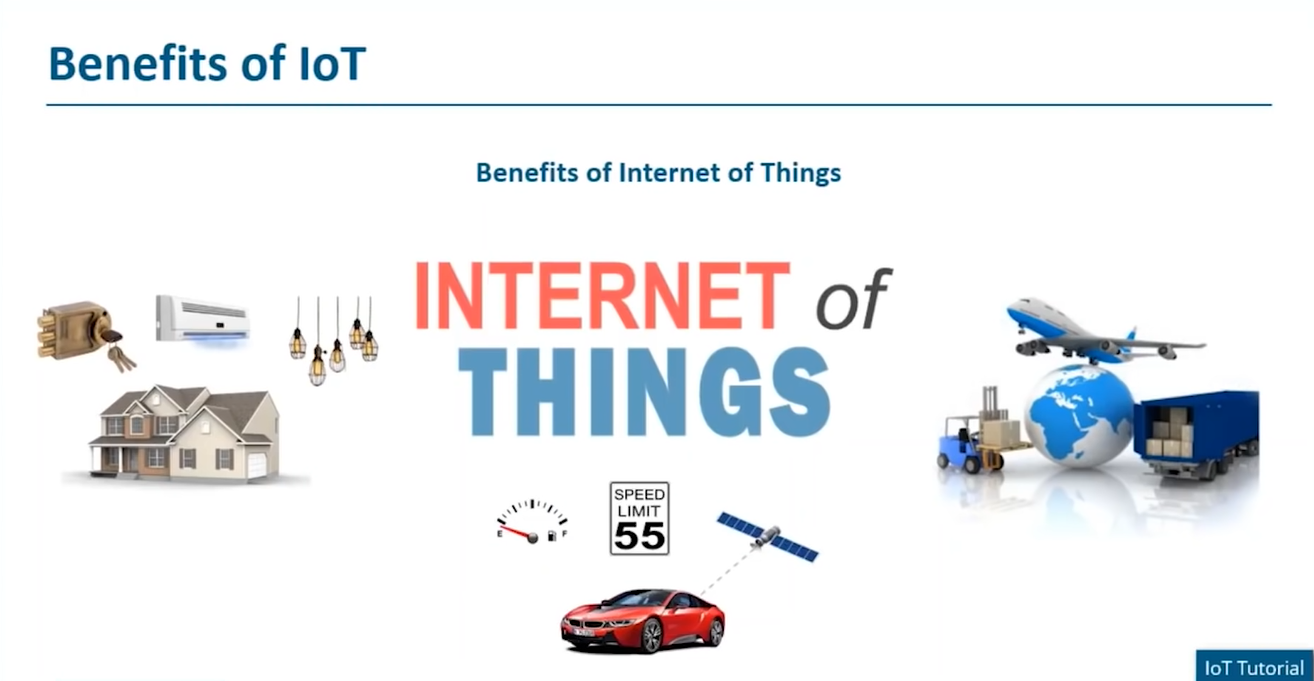 Benefits of IoT
Benefits of Internet of Things
INTERNET of
THINGS
E F
SPEED
LIMIT
55
IoT Tutorial